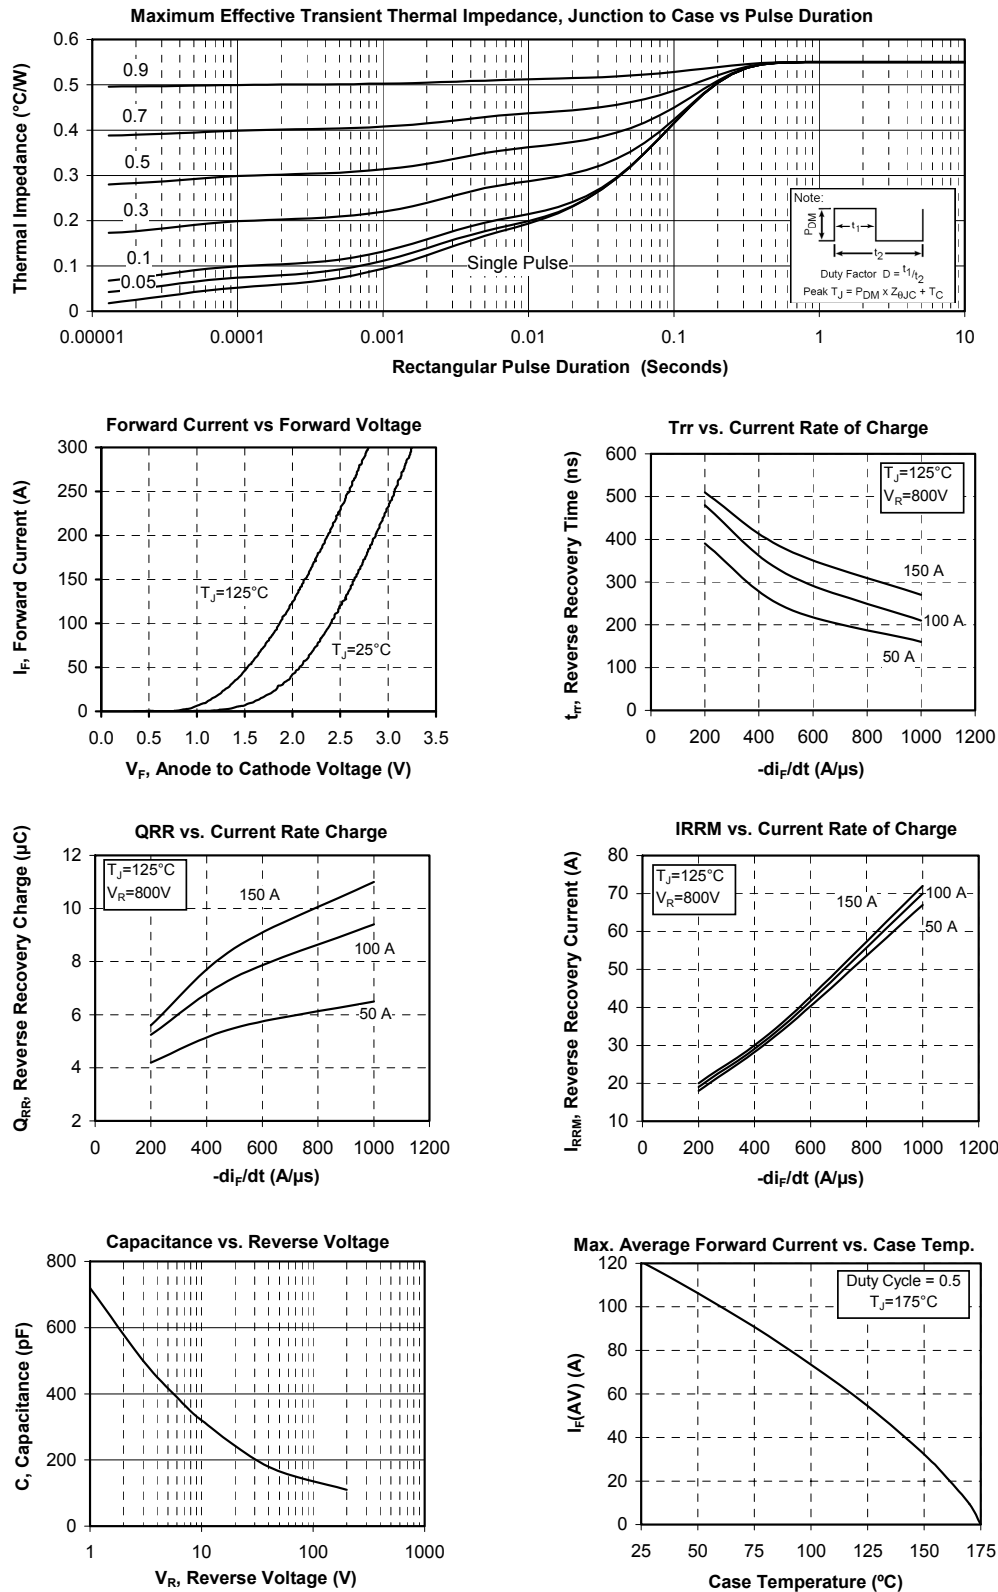 Maximum Effective Transient Thermal Impedance, Junction to Case vs Pulse Duration
Thermal Impedance (°C/W)
0.6
0.5
0.4
0.3
0.2
0.1
0
0.9
0.7
0.5
0.3
0.1
0.05
Single Pulse
Note:
PDM
t1
t2
Duty Factor D = t1/t2
Peak TJ = PDM x ZθJC + TC
0.00001 0.0001 0.001 0.01 0.1 1 10
Rectangular Pulse Duration (Seconds)
Forward Current vs Forward Voltage
IF, Forward Current (A)
300
250
200
150
100
50
0
TJ=125°C
TJ=25°C
0.0 0.5 1.0 1.5 2.0 2.5 3.0 3.5
VF, Anode to Cathode Voltage (V)
Trr vs. Current Rate of Charge
trr, Reverse Recovery Time (ns)
600
500
400
300
200
100
0
TJ=125°C
VR=800V
150 A
100 A
50 A
0 200 400 600 800 1000 1200
-diF/dt (A/µs)
QRR vs. Current Rate Charge
QRR, Reverse Recovery Charge (µC)
12
10
8
6
4
2
TJ=125°C
VR=800V
150 A
100 A
50 A
0 200 400 600 800 1000 1200
-diF/dt (A/µs)
IRRM vs. Current Rate of Charge
IRRM, Reverse Recovery Current (A)
80
70
60
50
40
30
20
10
TJ=125°C
VR=800V
150 A
100 A
50 A
0 200 400 600 800 1000 1200
-diF/dt (A/µs)
Capacitance vs. Reverse Voltage
C, Capacitance (pF)
800
600
400
200
0
1 10 100 1000
VR, Reverse Voltage (V)
Max. Average Forward Current vs. Case Temp.
IF(AV) (A)
120
100
80
60
40
20
0
Duty Cycle = 0.5
TJ=175°C
25 50 75 100 125 150 175
Case Temperature (ºC)